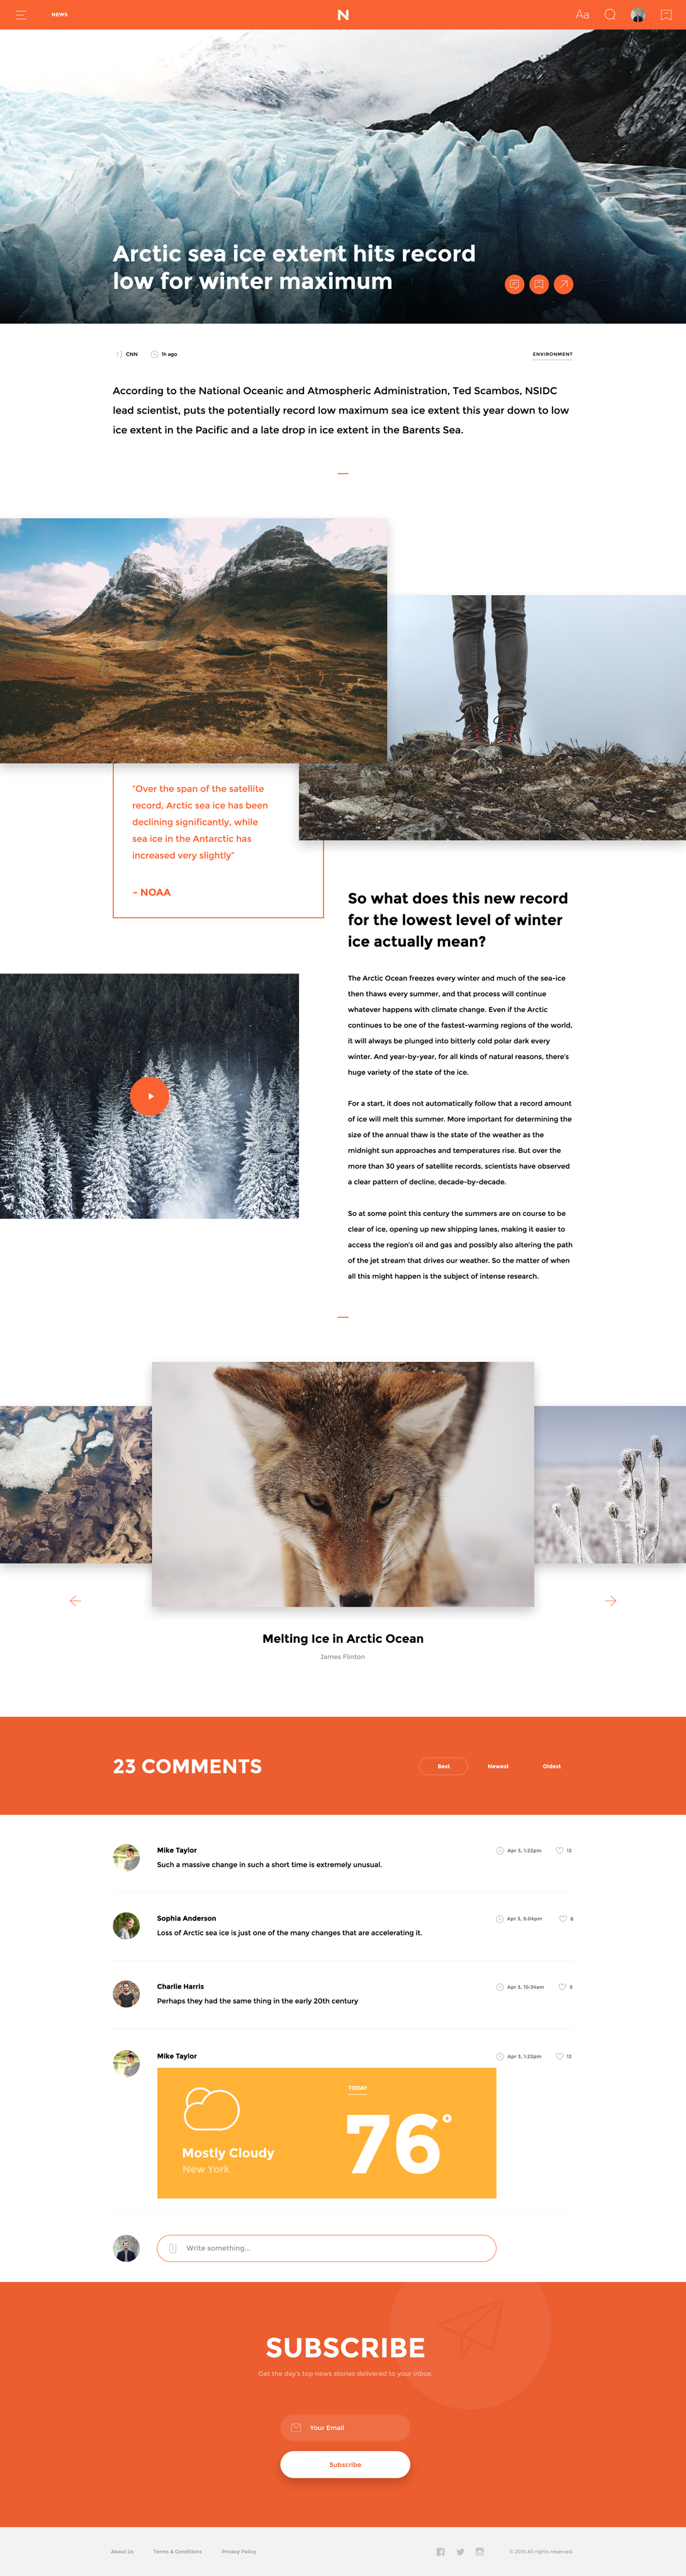 NEWS
N
Aa
Arctic sea ice extent hits record
low for winter maximum
CNN
1h ago
ENVIRONMENT
According to the National Oceanic and Atmospheric Administration, Ted Scambos, NSIDC
lead scientist, puts the potentially record low maximum sea ice extent this year down to low
ice extent in the Pacific and a late drop in ice extent in the Barents Sea.
"Over the span of the satellite
record, Arctic sea ice has been
declining significantly, while
sea ice in the Antarctic has
increased very slightly"
- NOAA
So what does this new record
for the lowest level of winter
ice actually mean?
The Arctic Ocean freezes every winter and much of the sea-ice
then thaws every summer, and that process will continue
whatever happens with climate change. Even if the Arctic
continues to be one of the fastest-warming regions of the world,
it will always be plunged into bitterly cold polar dark every
winter. And year-by-year, for all kinds of natural reasons, there's
huge variety of the state of the ice.
For a start, it does not automatically follow that a record amount
of ice will melt this summer. More important for determining the
size of the annual thaw is the state of the weather as the
midnight sun approaches and temperatures rise. But over the
more than 30 years of satellite records, scientists have observed
a clear pattern of decline, decade-by-decade.
So at some point this century the summers are on course to be
clear of ice, opening up new shipping lanes, making it easier to
access the region's oil and gas and possibly also altering the path
of the jet stream that drives our weather. So the matter of when
all this might happen is the subject of intense research.
Melting Ice in Arctic Ocean
James Flinton
23 COMMENTS
Best
Newest
Oldest
Mike Taylor
Apr 3, 1:22pm
12
Such a massive change in such a short time is extremely unusual.
Sophia Anderson
Apr 3, 5:04pm
8
Loss of Arctic sea ice is just one of the many changes that are accelerating it.
Charlie Harris
Apr 3, 10:34am
5
Perhaps they had the same thing in the early 20th century
Mike Taylor
Apr 3, 1:22pm
12
TODAY
76°
Mostly Cloudy
New York
Write something...
SUBSCRIBE
Get the day's top news stories delivered to your inbox.
Your Email
Subscribe
About Us
Terms & Conditions
Privacy Policy
© 2015 All rights reserved.